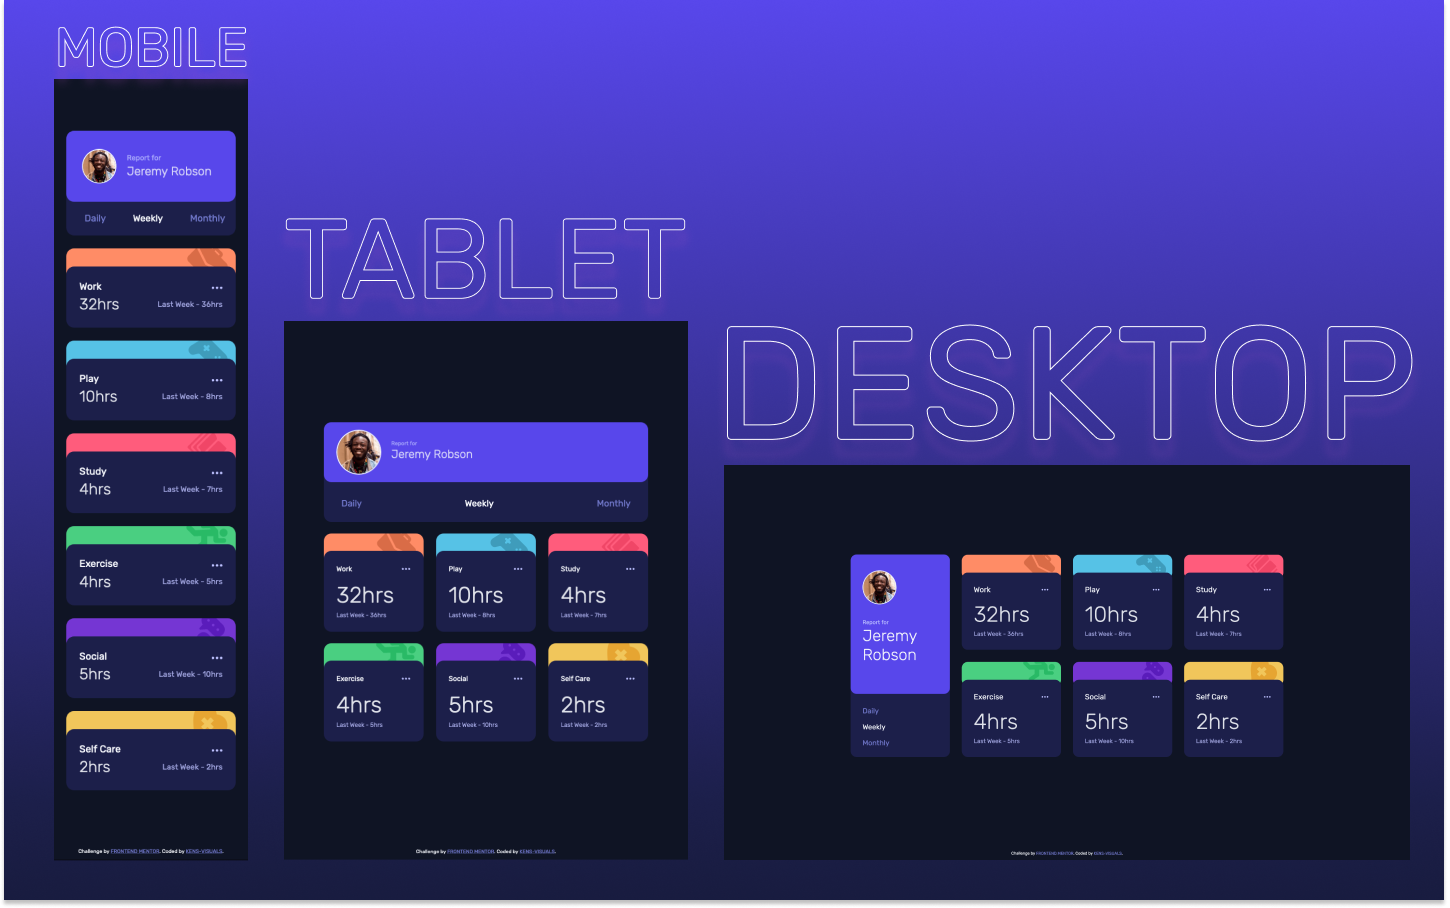 MOBILE
Report for
Jeremy Robson
Daily Weekly Monthly
Work
32hrs Last Week - 36hrs
Play
10hrs Last Week - 8hrs
Study
4hrs Last Week - 7hrs
Exercise
4hrs Last Week - 5hrs
Social
5hrs Last Week - 10hrs
Self Care
2hrs Last Week - 2hrs
Challenge by FRONTEND MENTOR. Coded by KENS-VISUALS.
TABLET
Report for
Jeremy Robson
Daily Weekly Monthly
Work
32hrs
Last Week - 36hrs
Play
10hrs
Last Week - 8hrs
Study
4hrs
Last Week - 7hrs
Exercise
4hrs
Last Week - 5hrs
Social
5hrs
Last Week - 10hrs
Self Care
2hrs
Last Week - 2hrs
Challenge by FRONTEND MENTOR. Coded by KENS-VISUALS.
DESKTOP
Report for
Jeremy
Robson
Daily
Weekly
Monthly
Work
32hrs
Last Week - 36hrs
Play
10hrs
Last Week - 8hrs
Study
4hrs
Last Week - 7hrs
Exercise
4hrs
Last Week - 5hrs
Social
5hrs
Last Week - 10hrs
Self Care
2hrs
Last Week - 2hrs
Challenge by FRONTEND MENTOR. Coded by KENS-VISUALS.